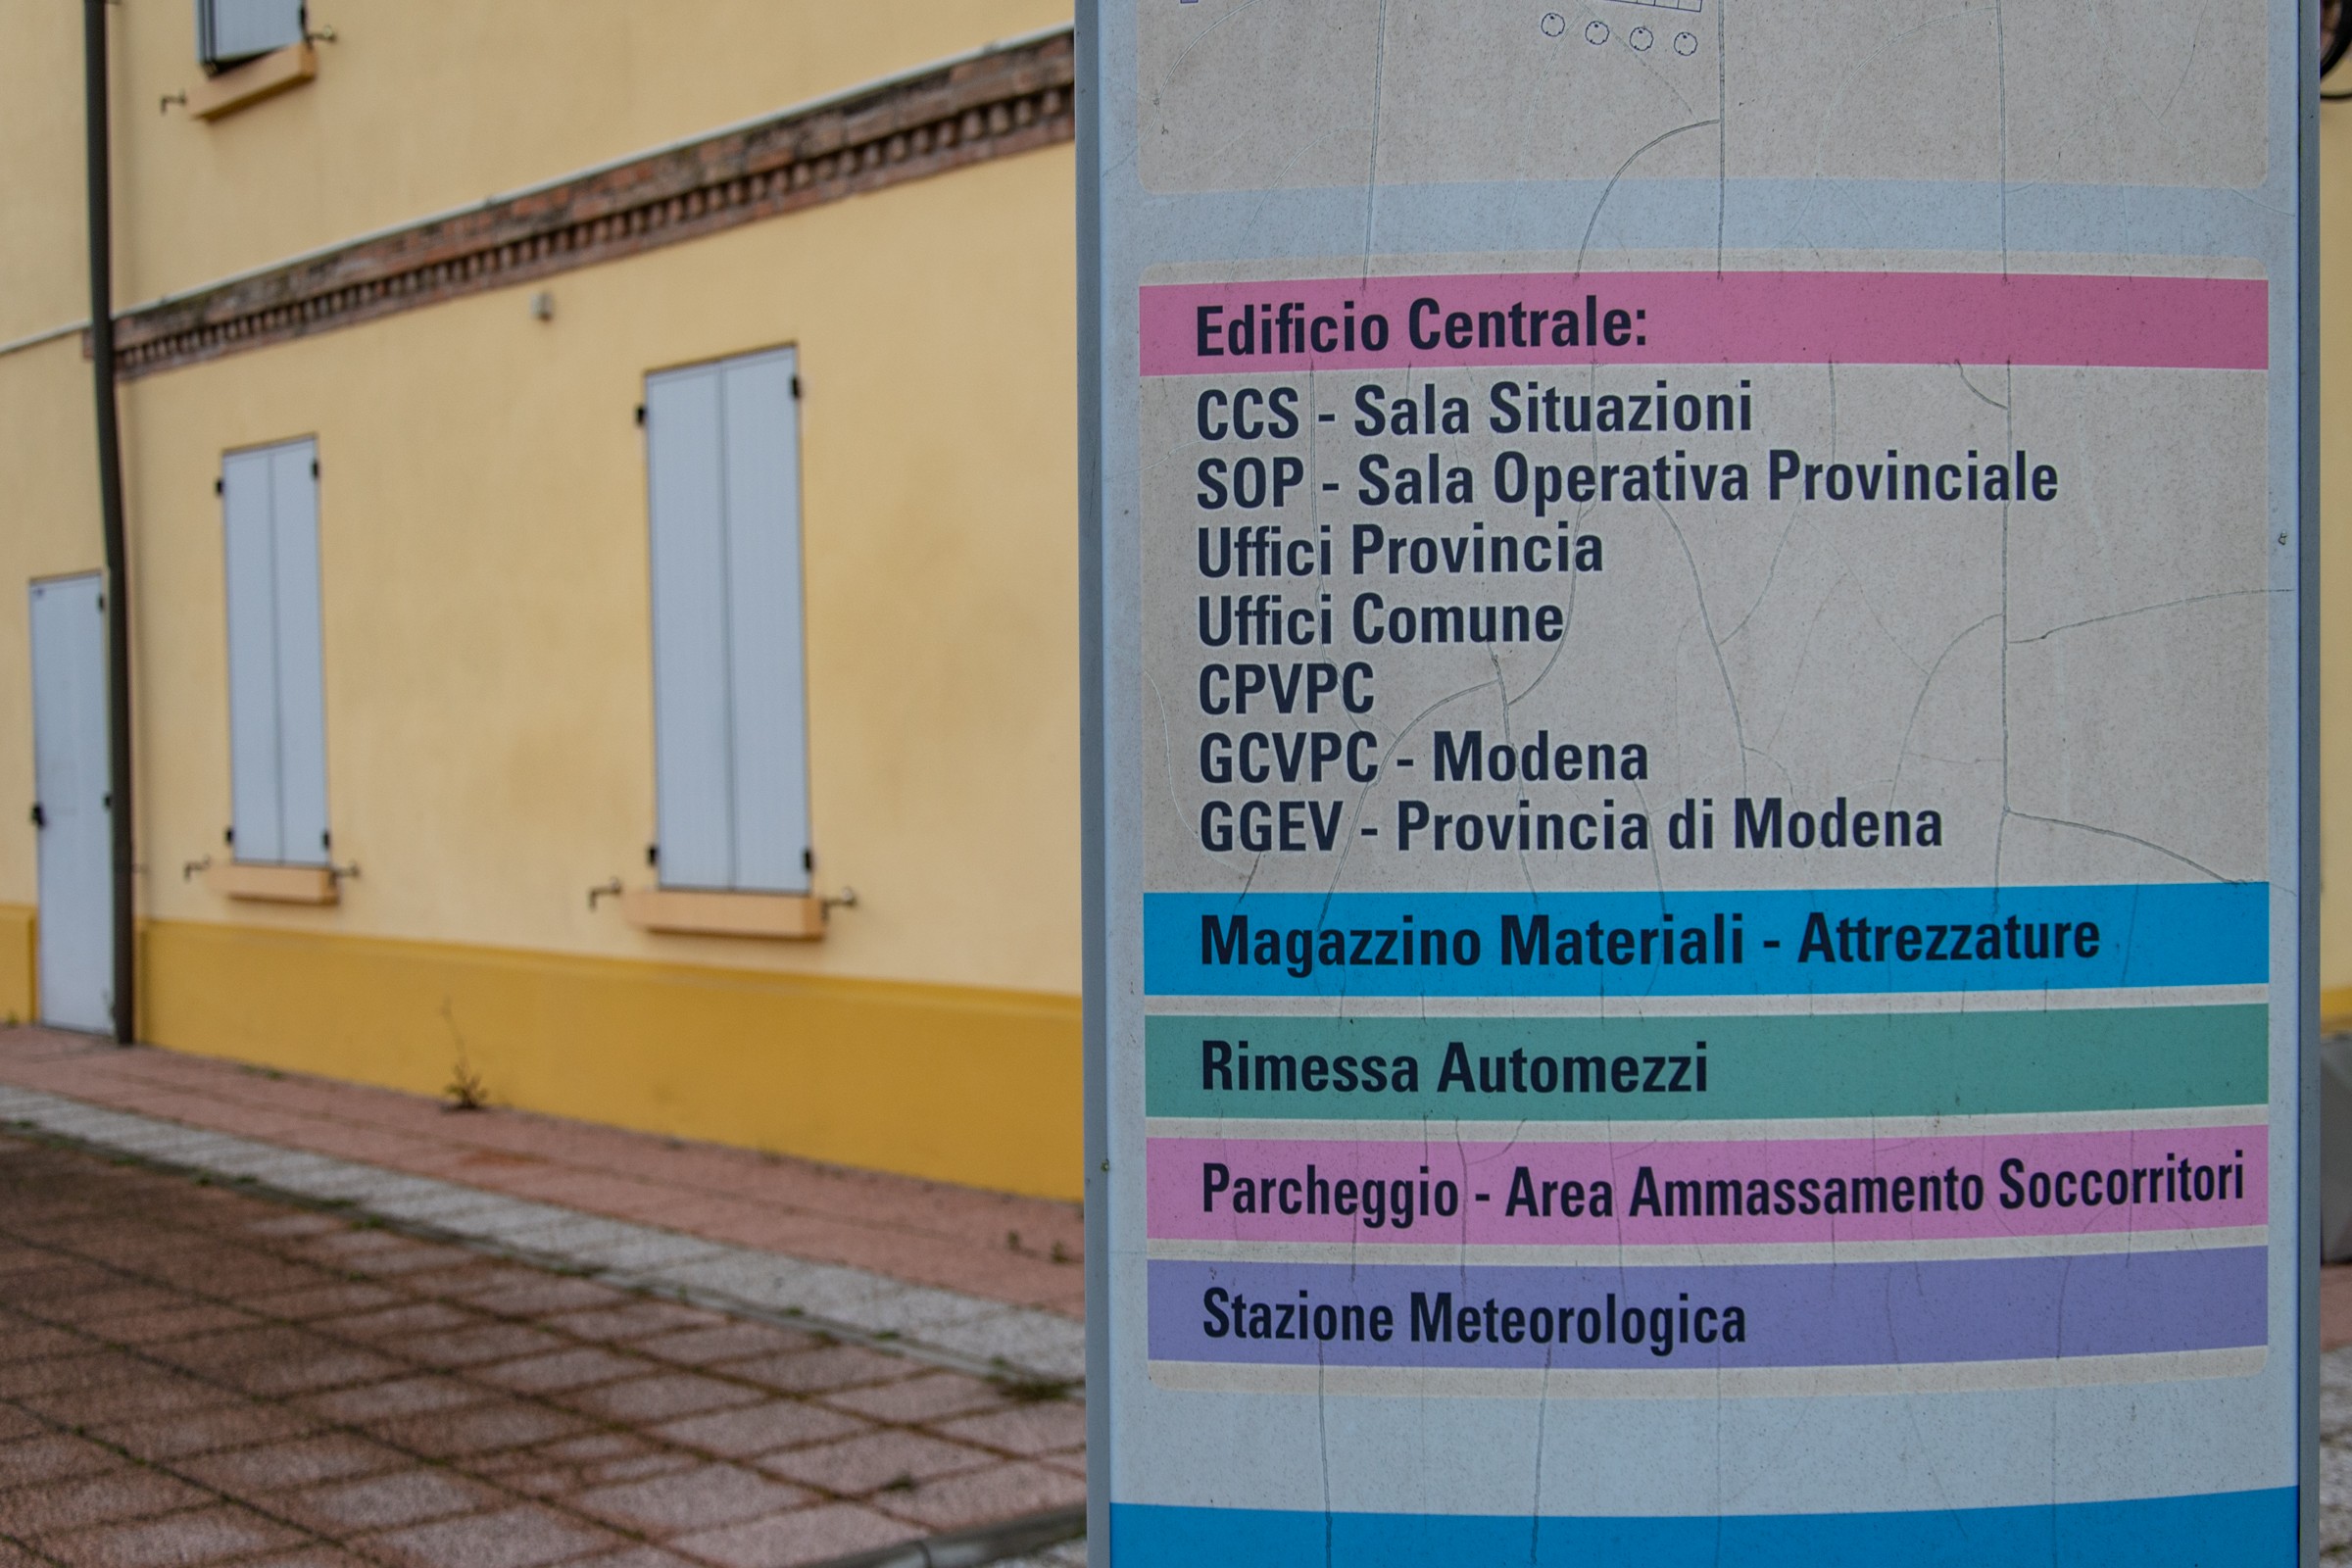 Edificio Centrale:
CCS - Sala Situazioni
SOP - Sala Operativa Provinciale
Uffici Provincia
Uffici Comune
CPVPC
GCVPC - Modena
GGEV - Provincia di Modena
Magazzino Materiali - Attrezzature
Rimessa Automezzi
Parcheggio - Area Ammassamento Soccorritori
Stazione Meteorologica